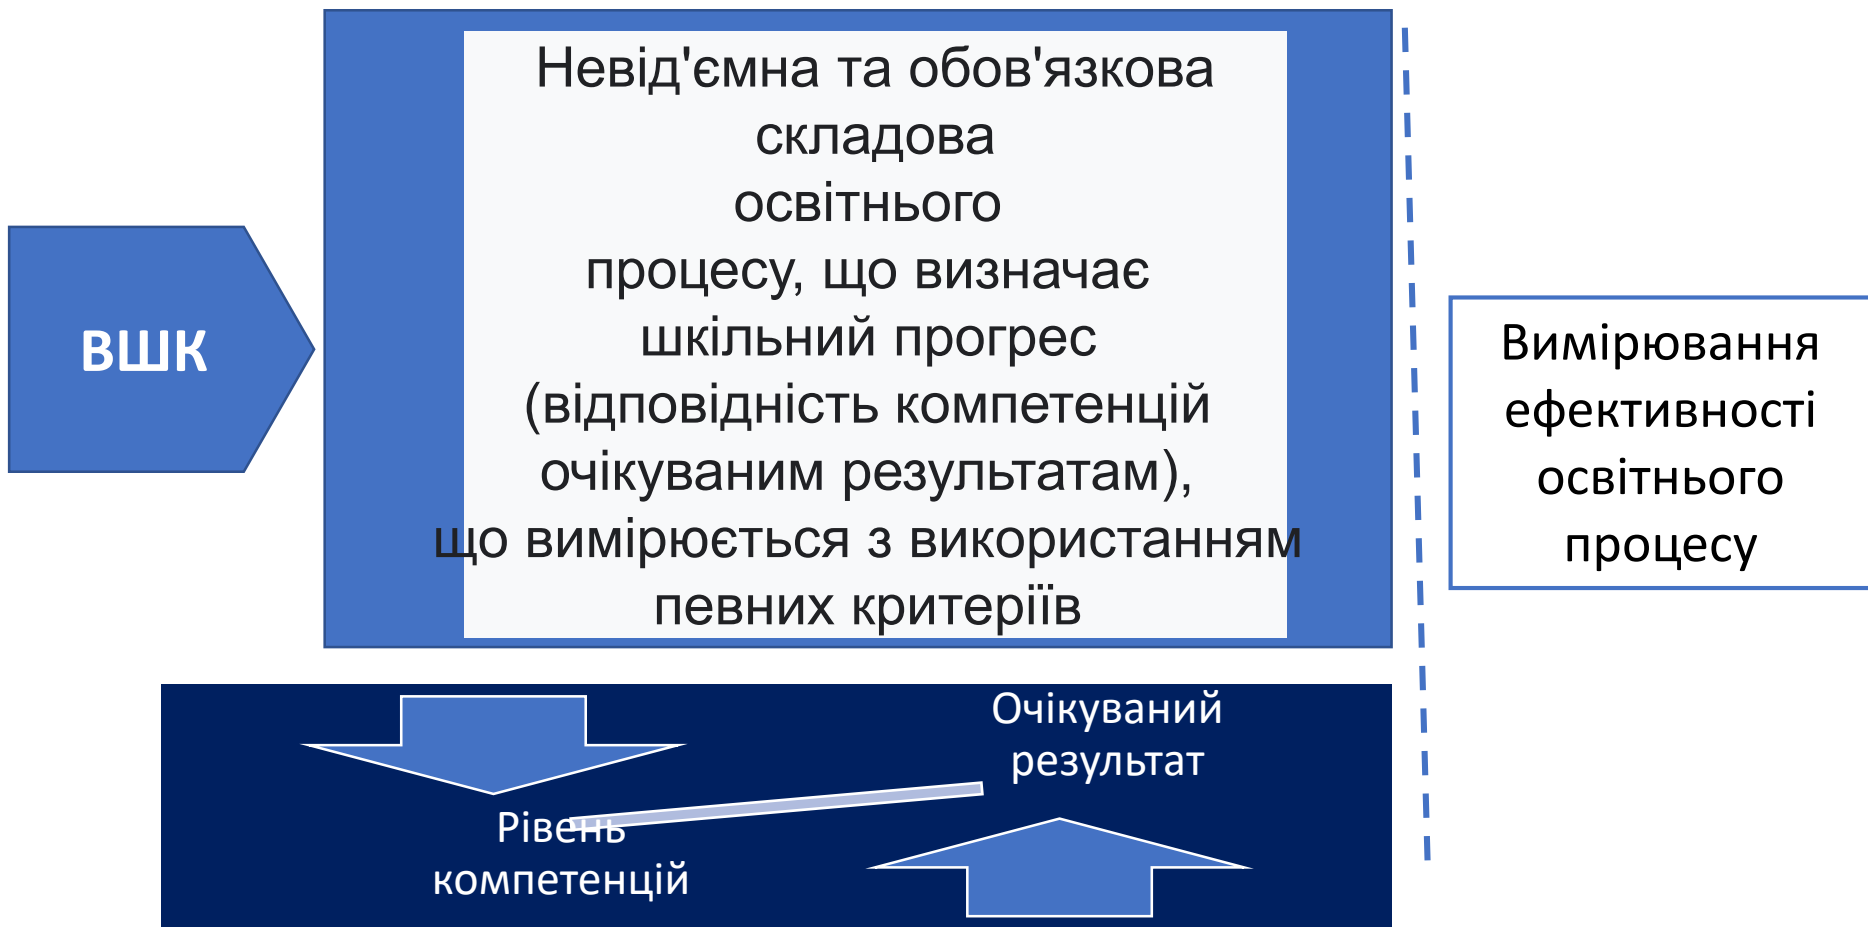 ВШК
Невід'ємна та обов'язкова
складова
освітнього
процесу, що визначає
шкільний прогрес
(відповідність компетенцій
очікуваним результатам),
що вимірюється з використанням
певних критеріїв
Вимірювання
ефективності
освітнього
процесу
Очікуваний
результат
Рівень
компетенцій